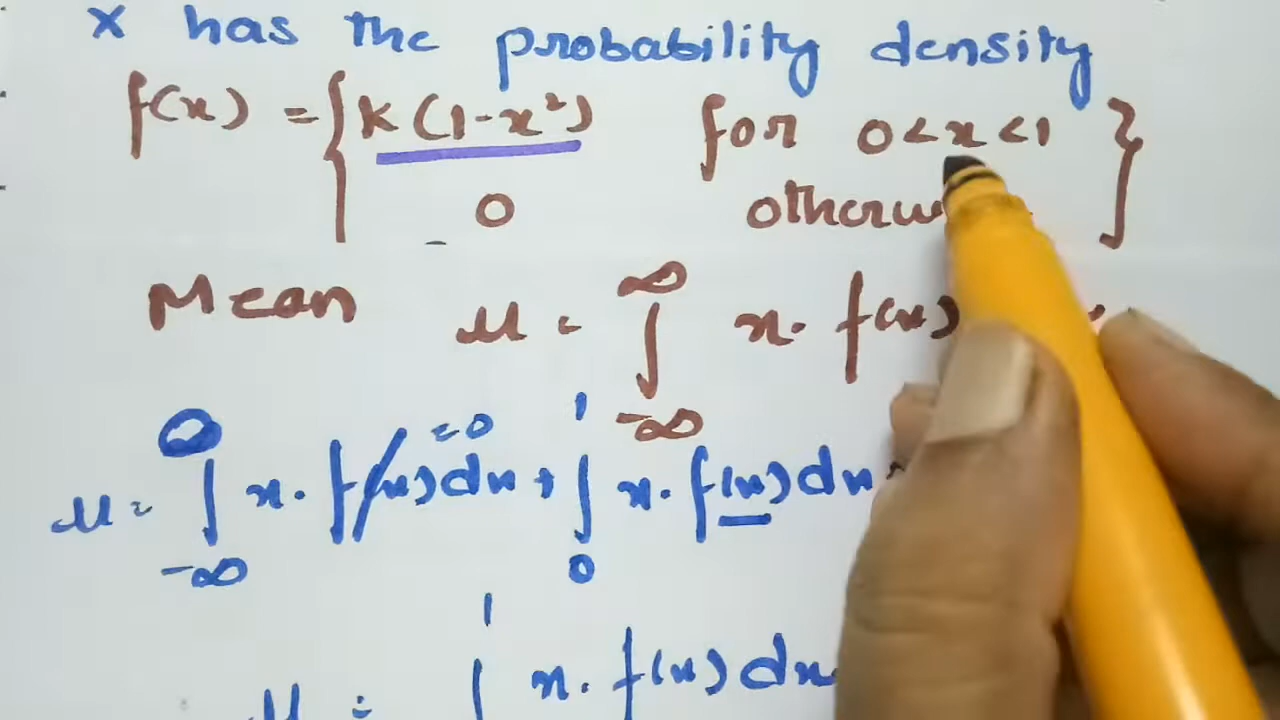 x has the probability density
f(x) = { k(1-x²) for 0<x<1 }
0
Mean μ = ∫ -∞ ∞ x. f(x)
μ = ∫ -∞ 0 x. f(x)dx =0 + ∫ 0 1 x. f(x)dx
μ = ∫ 1 x. f(x) dx